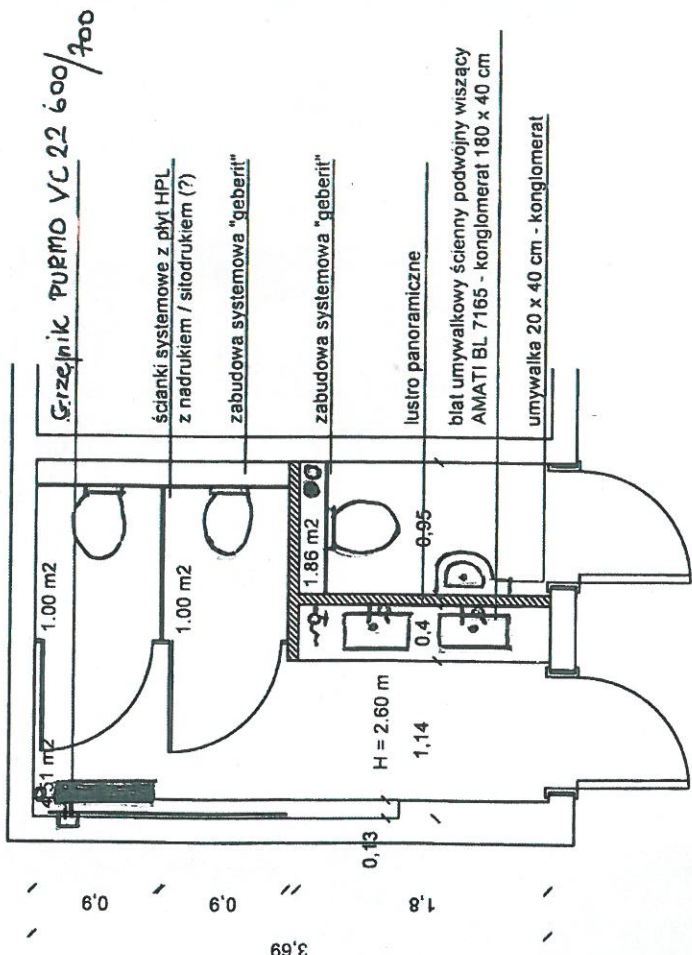 Grzejnik PURMO VC 22 600/700
ścianki systemowe z płyt HPL
z nadrukiem / sitodrukiem (?)
zabudowa systemowa "geberit"
zabudowa systemowa "geberit"
lustro panoramiczne
blat umywalkowy ścienny podwójny wiszący
AMATI BL 7165 - konglomerat 180 x 40 cm
umywalka 20 x 40 cm - konglomerat
1.00 m2
1.00 m2
1.86 m2
0,95
0,4
H = 2.60 m
1,14
0,13
0,9
0,9
1,8
3,69